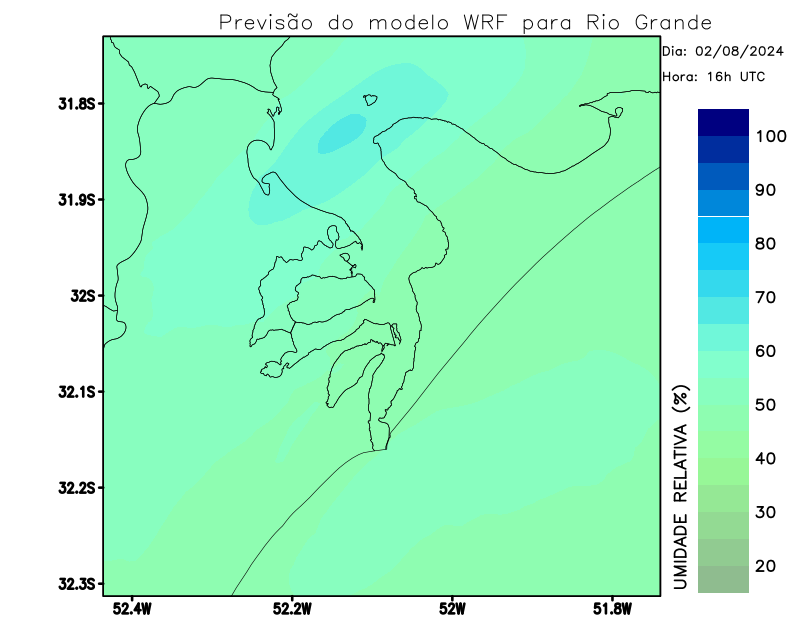 Previsão do modelo WRF para Rio Grande
Dia: 02/08/2024
Hora: 16h UTC
31.8S
31.9S
32S
32.1S
32.2S
32.3S
52.4W
52.2W
52W
51.8W
UMIDADE RELATIVA (%)
100
90
80
70
60
50
40
30
20